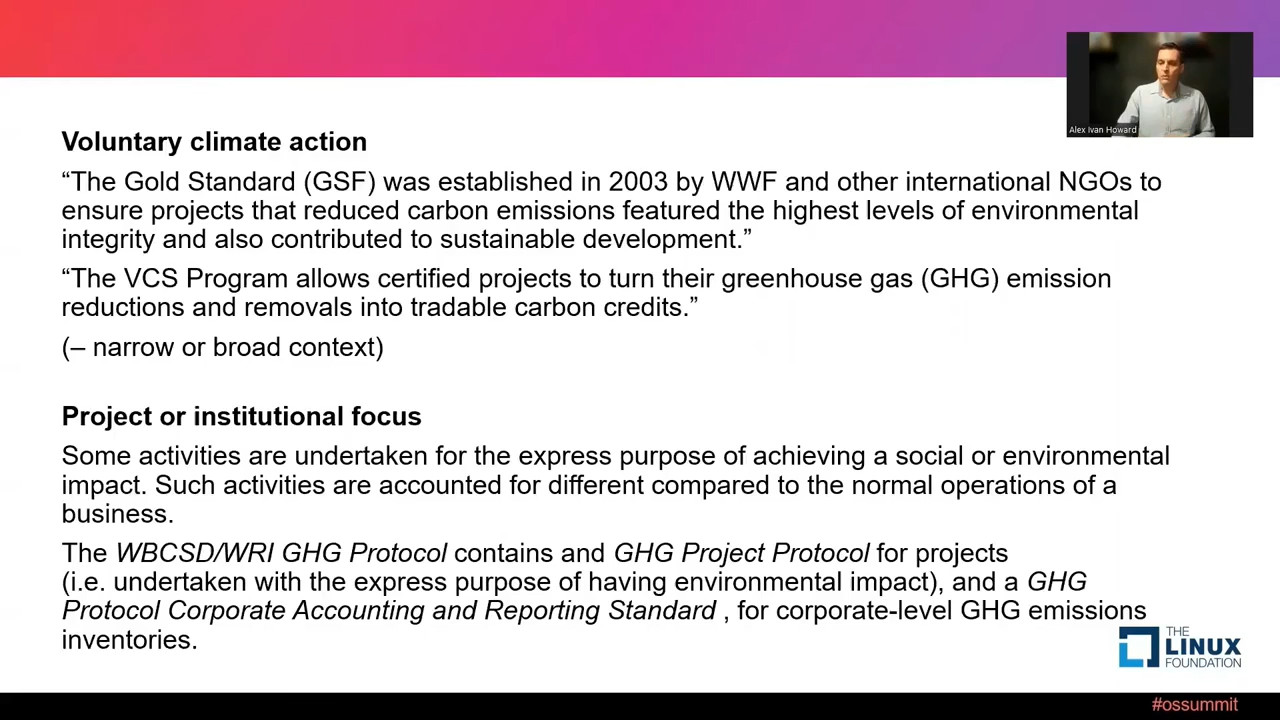 Alex Ivan Howard
Voluntary climate action
“The Gold Standard (GSF) was established in 2003 by WWF and other international NGOs to
ensure projects that reduced carbon emissions featured the highest levels of environmental
integrity and also contributed to sustainable development.”
“The VCS Program allows certified projects to turn their greenhouse gas (GHG) emission
reductions and removals into tradable carbon credits.”
(– narrow or broad context)
Project or institutional focus
Some activities are undertaken for the express purpose of achieving a social or environmental
impact. Such activities are accounted for different compared to the normal operations of a
business.
The WBCSD/WRI GHG Protocol contains and GHG Project Protocol for projects
(i.e. undertaken with the express purpose of having environmental impact), and a GHG
Protocol Corporate Accounting and Reporting Standard , for corporate-level GHG emissions
inventories.
THE
LINUX
FOUNDATION
#ossummit